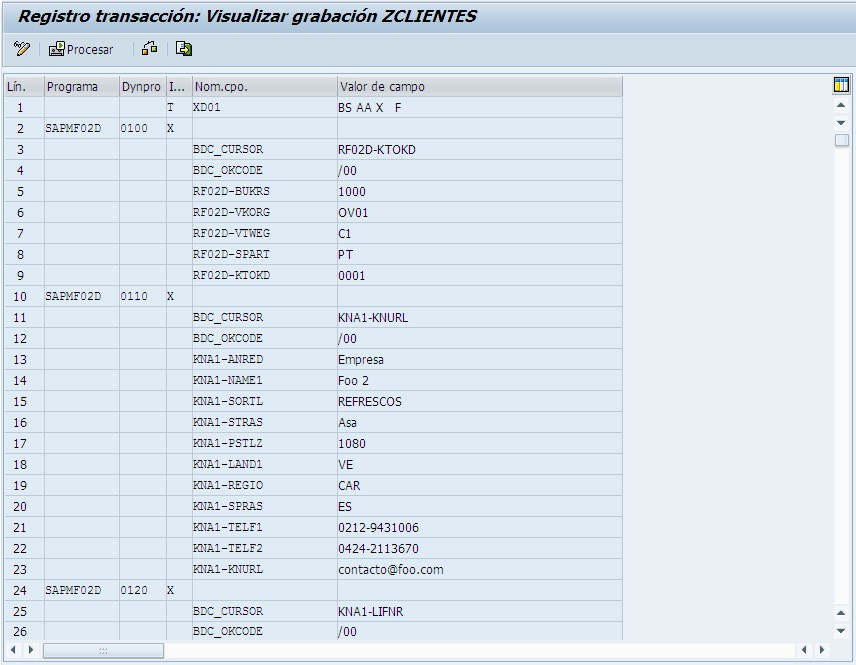 Registro transacción: Visualizar grabación ZCLIENTES
Procesar
Lín. Programa Dynpro I... Nom.cpo. Valor de campo
1 T XD01 BS AA X F
2 SAPMF02D 0100 X
3 BDC_CURSOR RF02D-KTOKD
4 BDC_OKCODE /00
5 RF02D-BUKRS 1000
6 RF02D-VKORG OV01
7 RF02D-VTWEG C1
8 RF02D-SPART PT
9 RF02D-KTOKD 0001
10 SAPMF02D 0110 X
11 BDC_CURSOR KNA1-KNURL
12 BDC_OKCODE /00
13 KNA1-ANRED Empresa
14 KNA1-NAME1 Foo 2
15 KNA1-SORTL REFRESCOS
16 KNA1-STRAS Asa
17 KNA1-PSTLZ 1080
18 KNA1-LAND1 VE
19 KNA1-REGIO CAR
20 KNA1-SPRAS ES
21 KNA1-TELF1 0212-9431006
22 KNA1-TELF2 0424-2113670
23 KNA1-KNURL contacto@foo.com
24 SAPMF02D 0120 X
25 BDC_CURSOR KNA1-LIFNR
26 BDC_OKCODE /00